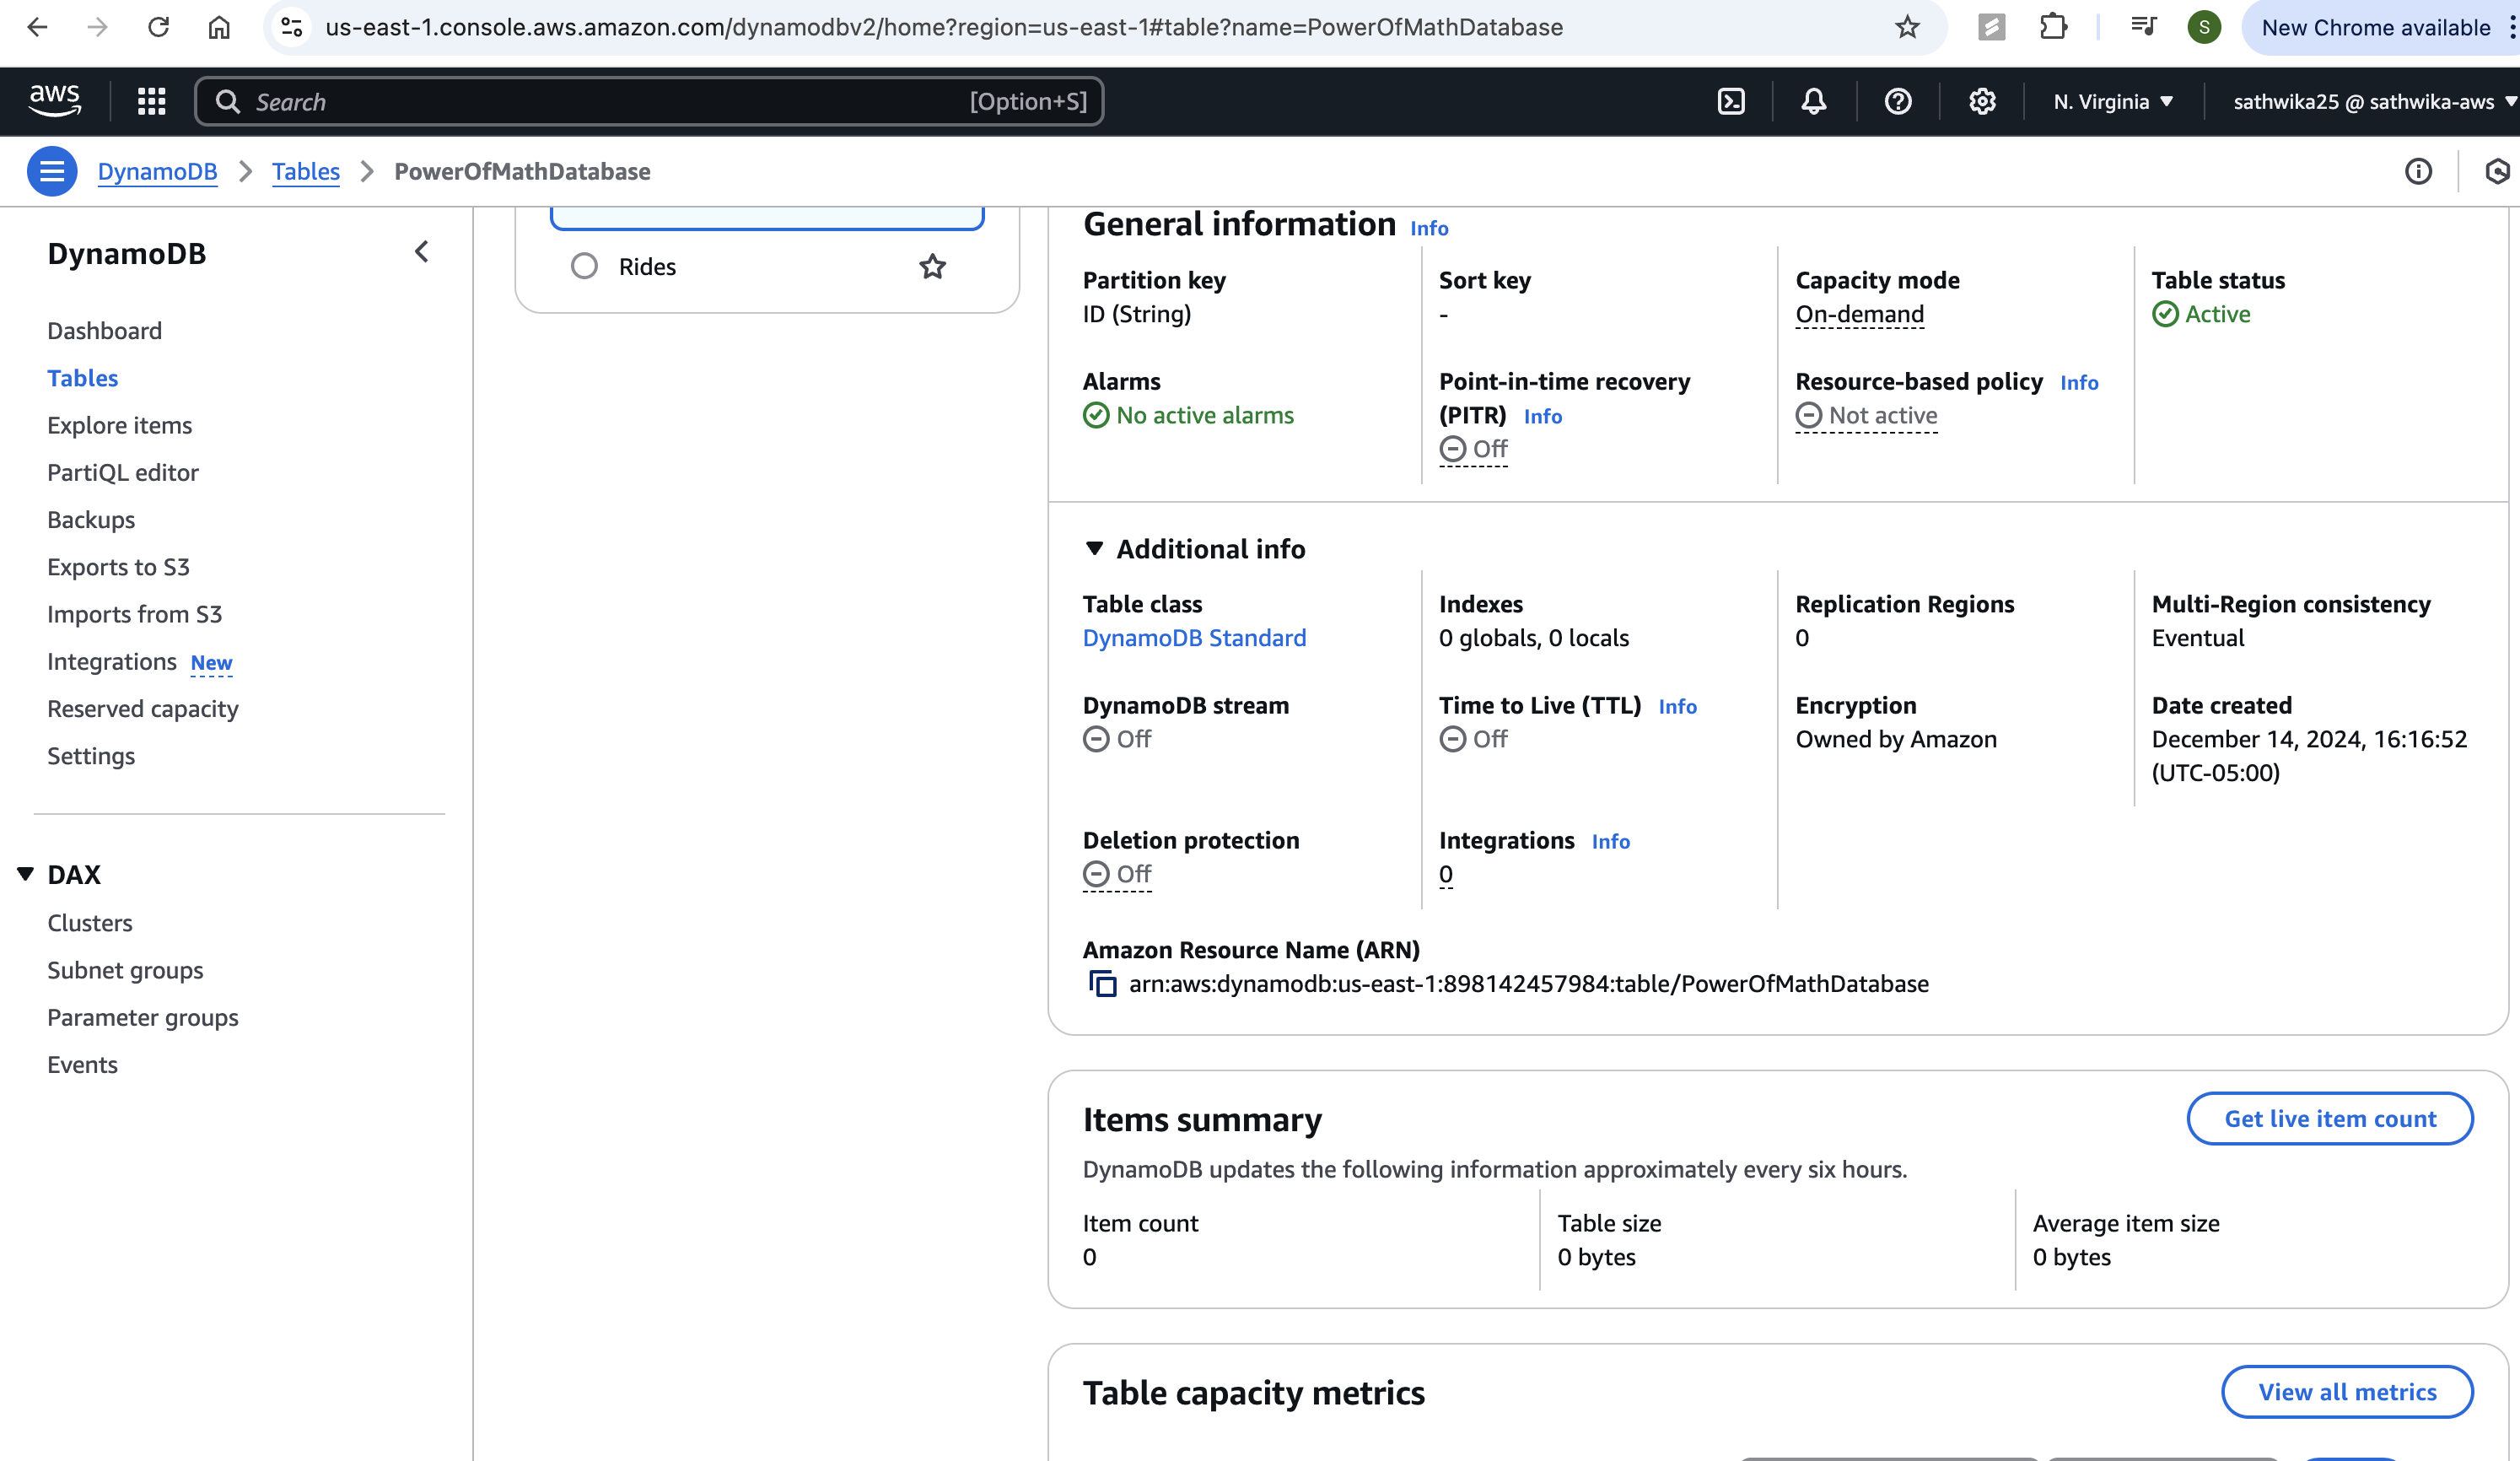 us-east-1.console.aws.amazon.com/dynamodbv2/home?region=us-east-1#table?name=PowerOfMathDatabase
S
New Chrome available
aws
Search
[Option+S]
N. Virginia
sathwika25 @ sathwika-aws
DynamoDB
Tables
PowerOfMathDatabase
DynamoDB
Dashboard
Tables
Explore items
PartiQL editor
Backups
Exports to S3
Imports from S3
Integrations New
Reserved capacity
Settings
DAX
Clusters
Subnet groups
Parameter groups
Events
Rides
General information Info
Partition key
ID (String)
Sort key
-
Capacity mode
On-demand
Table status
Active
Alarms
No active alarms
Point-in-time recovery
(PITR) Info
Off
Resource-based policy Info
Not active
Additional info
Table class
DynamoDB Standard
Indexes
0 globals, 0 locals
Replication Regions
0
Multi-Region consistency
Eventual
DynamoDB stream
Off
Time to Live (TTL) Info
Off
Encryption
Owned by Amazon
Date created
December 14, 2024, 16:16:52
(UTC-05:00)
Deletion protection
Off
Integrations Info
0
Amazon Resource Name (ARN)
arn:aws:dynamodb:us-east-1:898142457984:table/PowerOfMathDatabase
Items summary
Get live item count
DynamoDB updates the following information approximately every six hours.
Item count
0
Table size
0 bytes
Average item size
0 bytes
Table capacity metrics
View all metrics